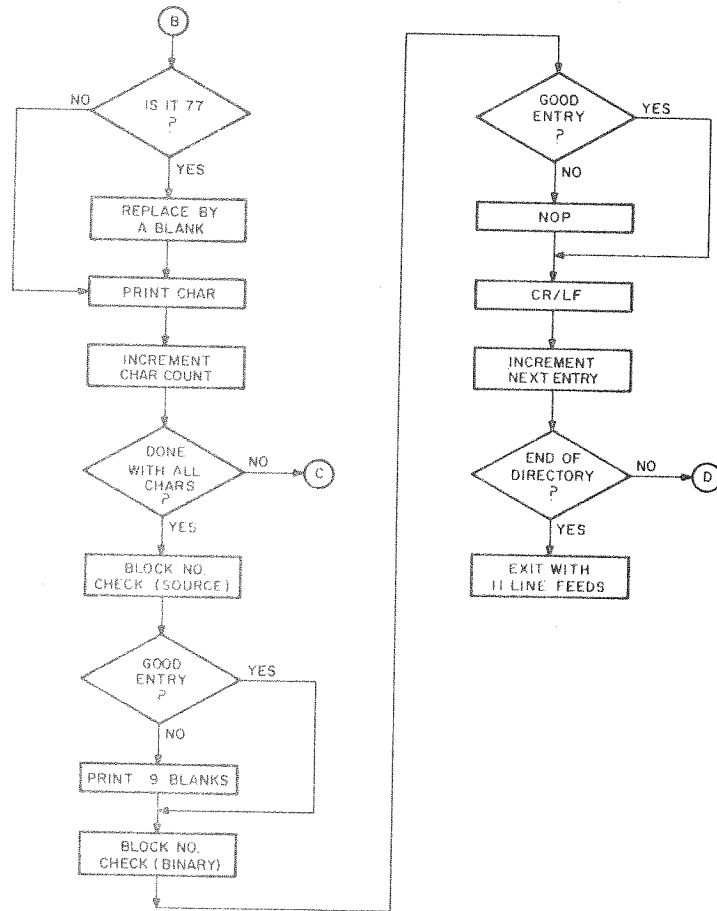 B
IS IT 77
?
NO
YES
REPLACE BY
A BLANK
PRINT CHAR
INCREMENT
CHAR COUNT
DONE
WITH ALL
CHARS
?
NO
C
YES
BLOCK NO.
CHECK (SOURCE)
GOOD
ENTRY
?
YES
NO
PRINT 9 BLANKS
BLOCK NO.
CHECK (BINARY)
GOOD
ENTRY
?
YES
NO
NOP
CR/LF
INCREMENT
NEXT ENTRY
END OF
DIRECTORY
?
NO
D
YES
EXIT WITH
11 LINE FEEDS